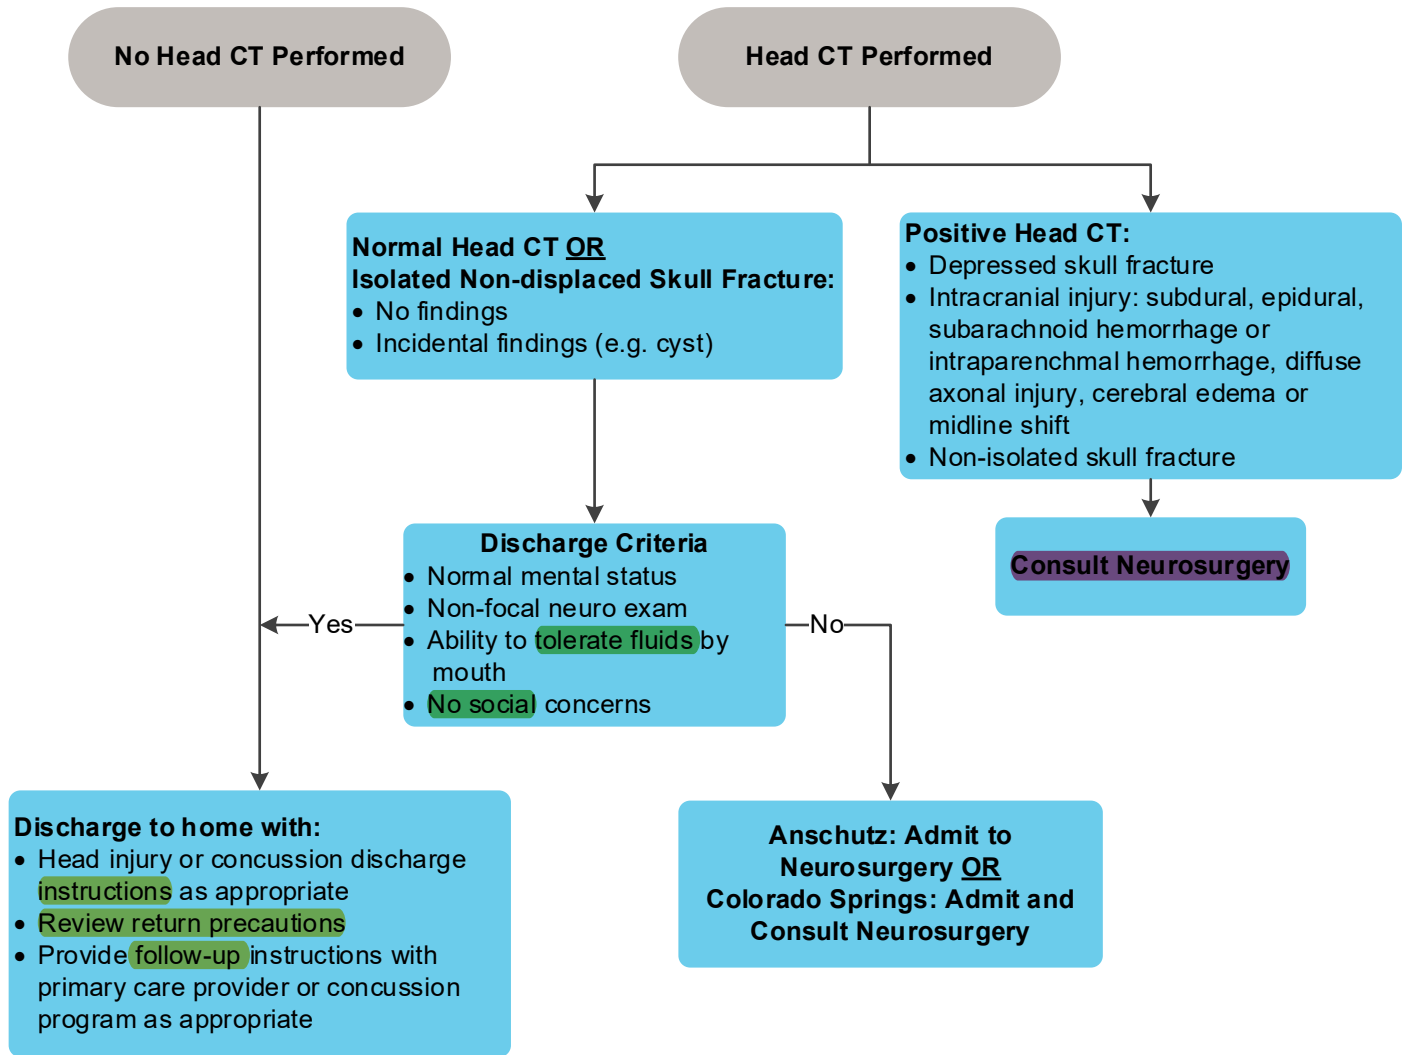 No Head CT Performed
Head CT Performed
Normal Head CT OR
Isolated Non-displaced Skull Fracture:
• No findings
• Incidental findings (e.g. cyst)
Positive Head CT:
• Depressed skull fracture
• Intracranial injury: subdural, epidural,
subarachnoid hemorrhage or
intraparenchmal hemorrhage, diffuse
axonal injury, cerebral edema or
midline shift
• Non-isolated skull fracture
Consult Neurosurgery
Discharge Criteria
• Normal mental status
• Non-focal neuro exam
• Ability to tolerate fluids by
mouth
• No social concerns
Yes
No
Discharge to home with:
• Head injury or concussion discharge
instructions as appropriate
• Review return precautions
• Provide follow-up instructions with
primary care provider or concussion
program as appropriate
Anschutz: Admit to
Neurosurgery OR
Colorado Springs: Admit and
Consult Neurosurgery